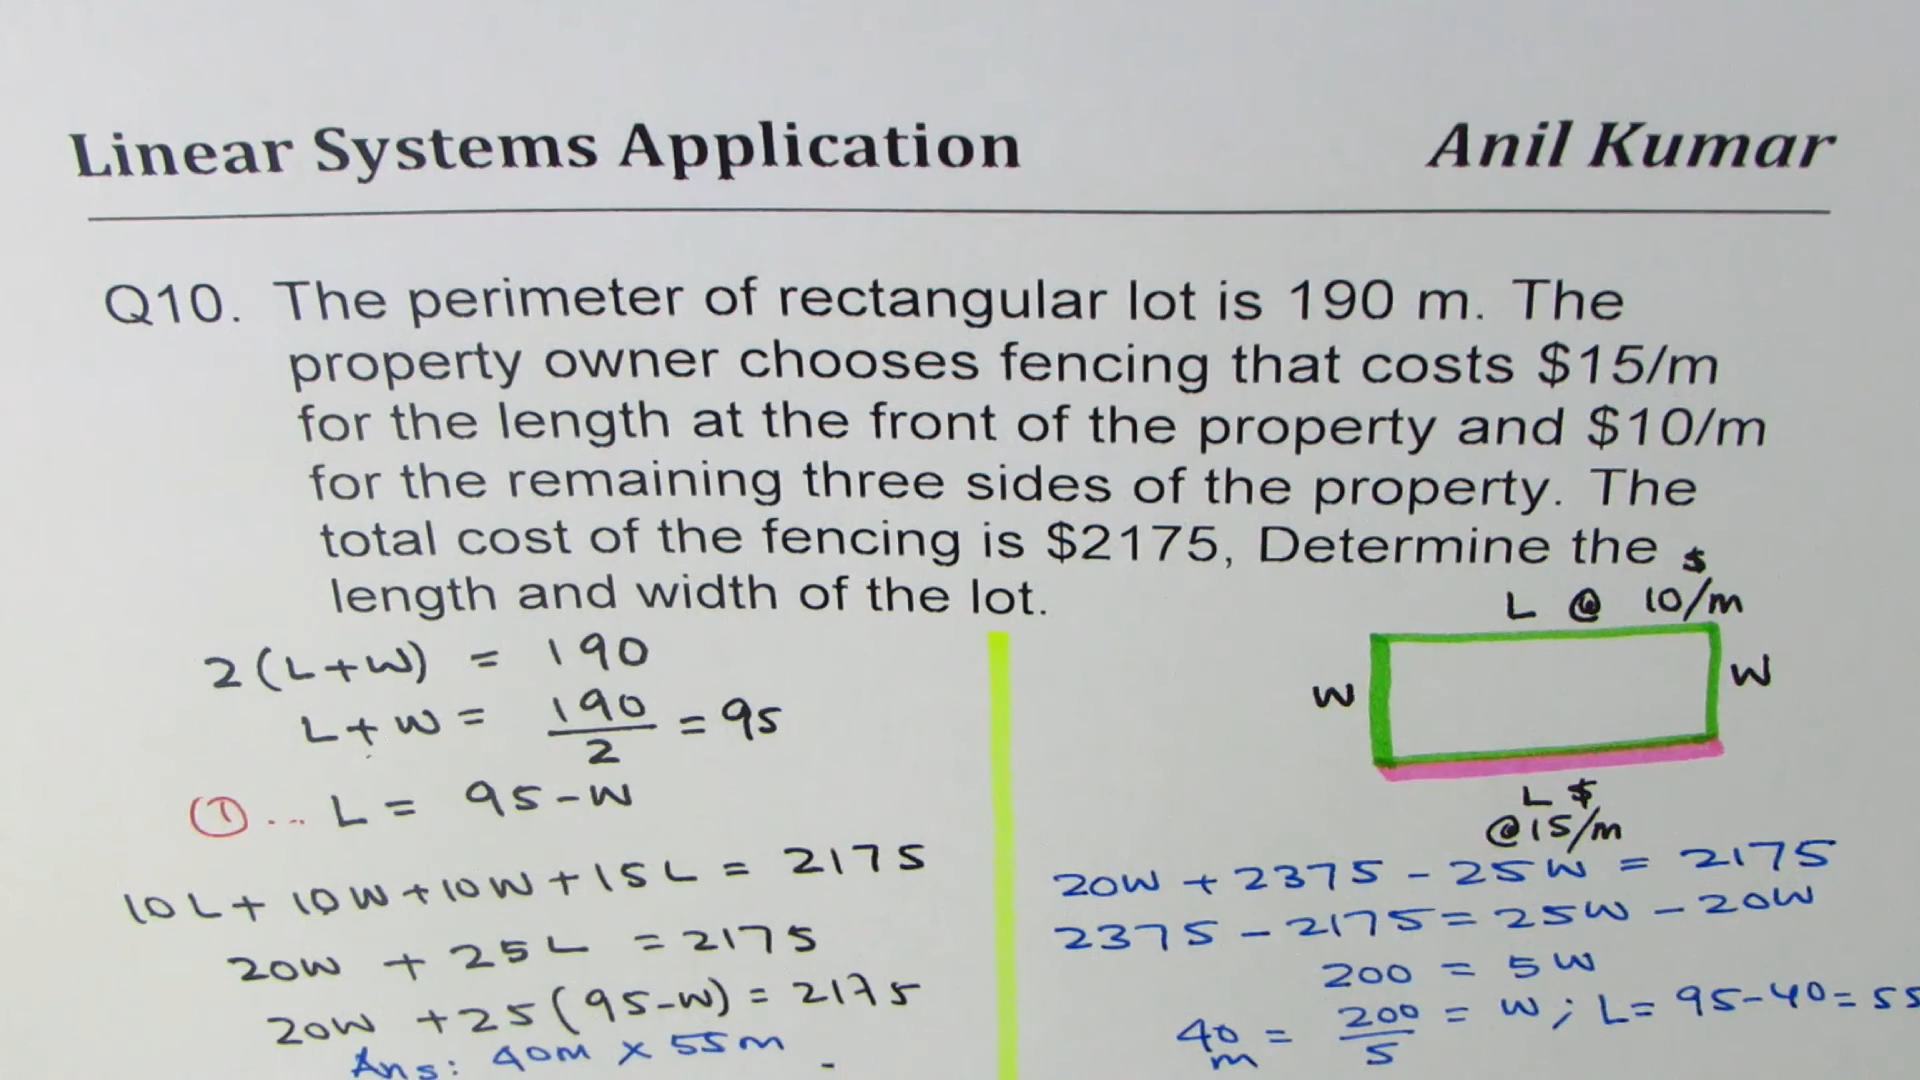 Linear Systems Application
Anil Kumar
Q10. The perimeter of rectangular lot is 190 m. The
property owner chooses fencing that costs $15/m
for the length at the front of the property and $10/m
for the remaining three sides of the property. The
total cost of the fencing is $2175, Determine the
length and width of the lot.
$
L @ 10/m
W
W
L $
@15/m
2(L+W) = 190
L+W = 190/2 = 95
① ... L = 95-W
10L + 10W + 10W + 15L = 2175
20W + 25L = 2175
20W + 25(95-W) = 2175
Ans: 40m x 55m
20W + 2375 - 25W = 2175
2375 - 2175 = 25W - 20W
200 = 5W
40 m = 200/5 = W ; L = 95-40 = 55